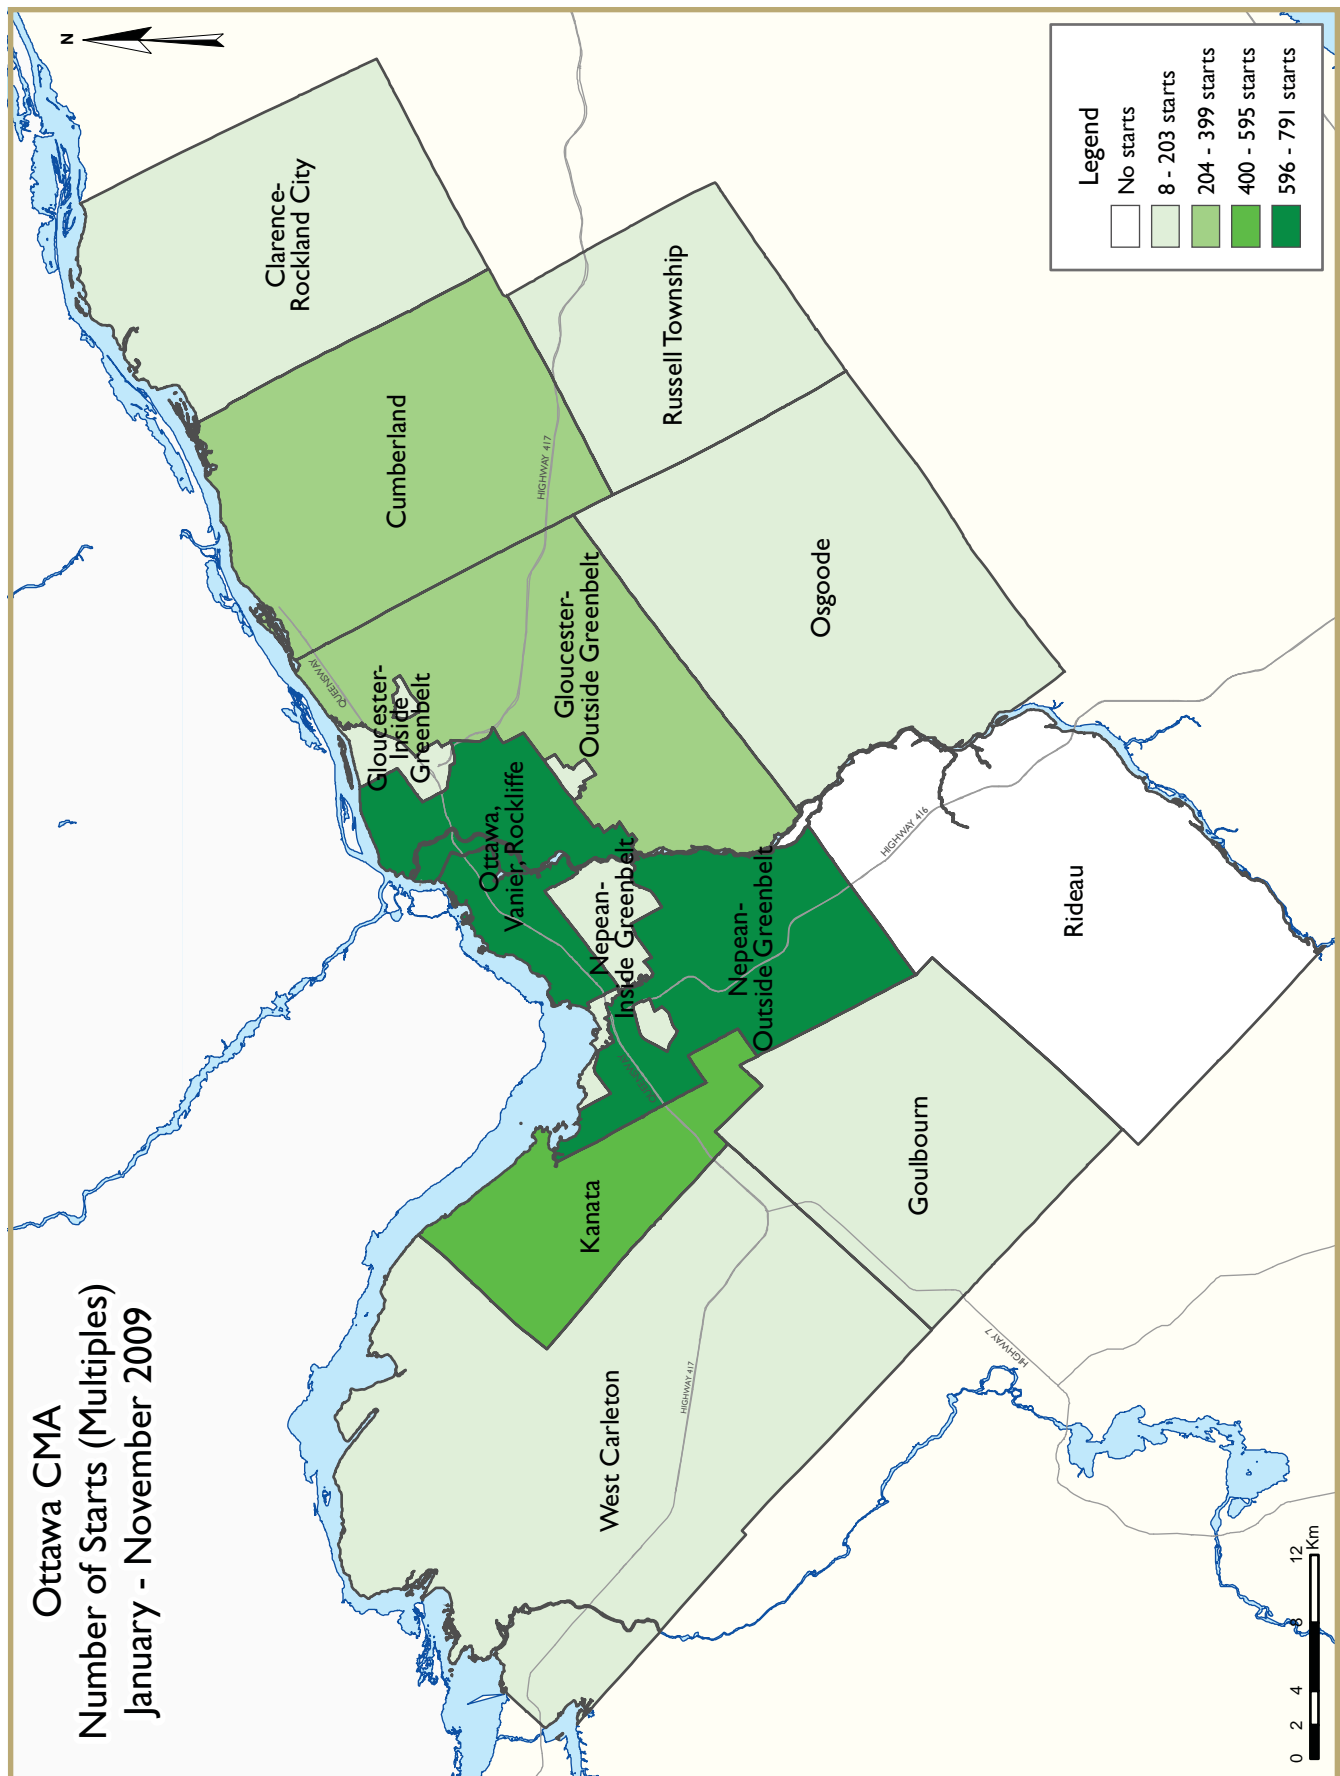 Ottawa CMA
Number of Starts (Multiples)
January - November 2009
N
Clarence-
Rockland City
Cumberland
Russell Township
HIGHWAY 417
QUEENSWAY
Gloucester-
Inside
Greenbelt
Gloucester-
Outside Greenbelt
Osgoode
Ottawa,
Vanier, Rockliffe
Nepean-
Inside Greenbelt
Nepean-
Outside Greenbelt
QUEENSWAY
HIGHWAY 416
Rideau
Kanata
Goulbourn
West Carleton
HIGHWAY 417
HIGHWAY 7
Legend
No starts
8 - 203 starts
204 - 399 starts
400 - 595 starts
596 - 791 starts
0 2 4 8 12
Km